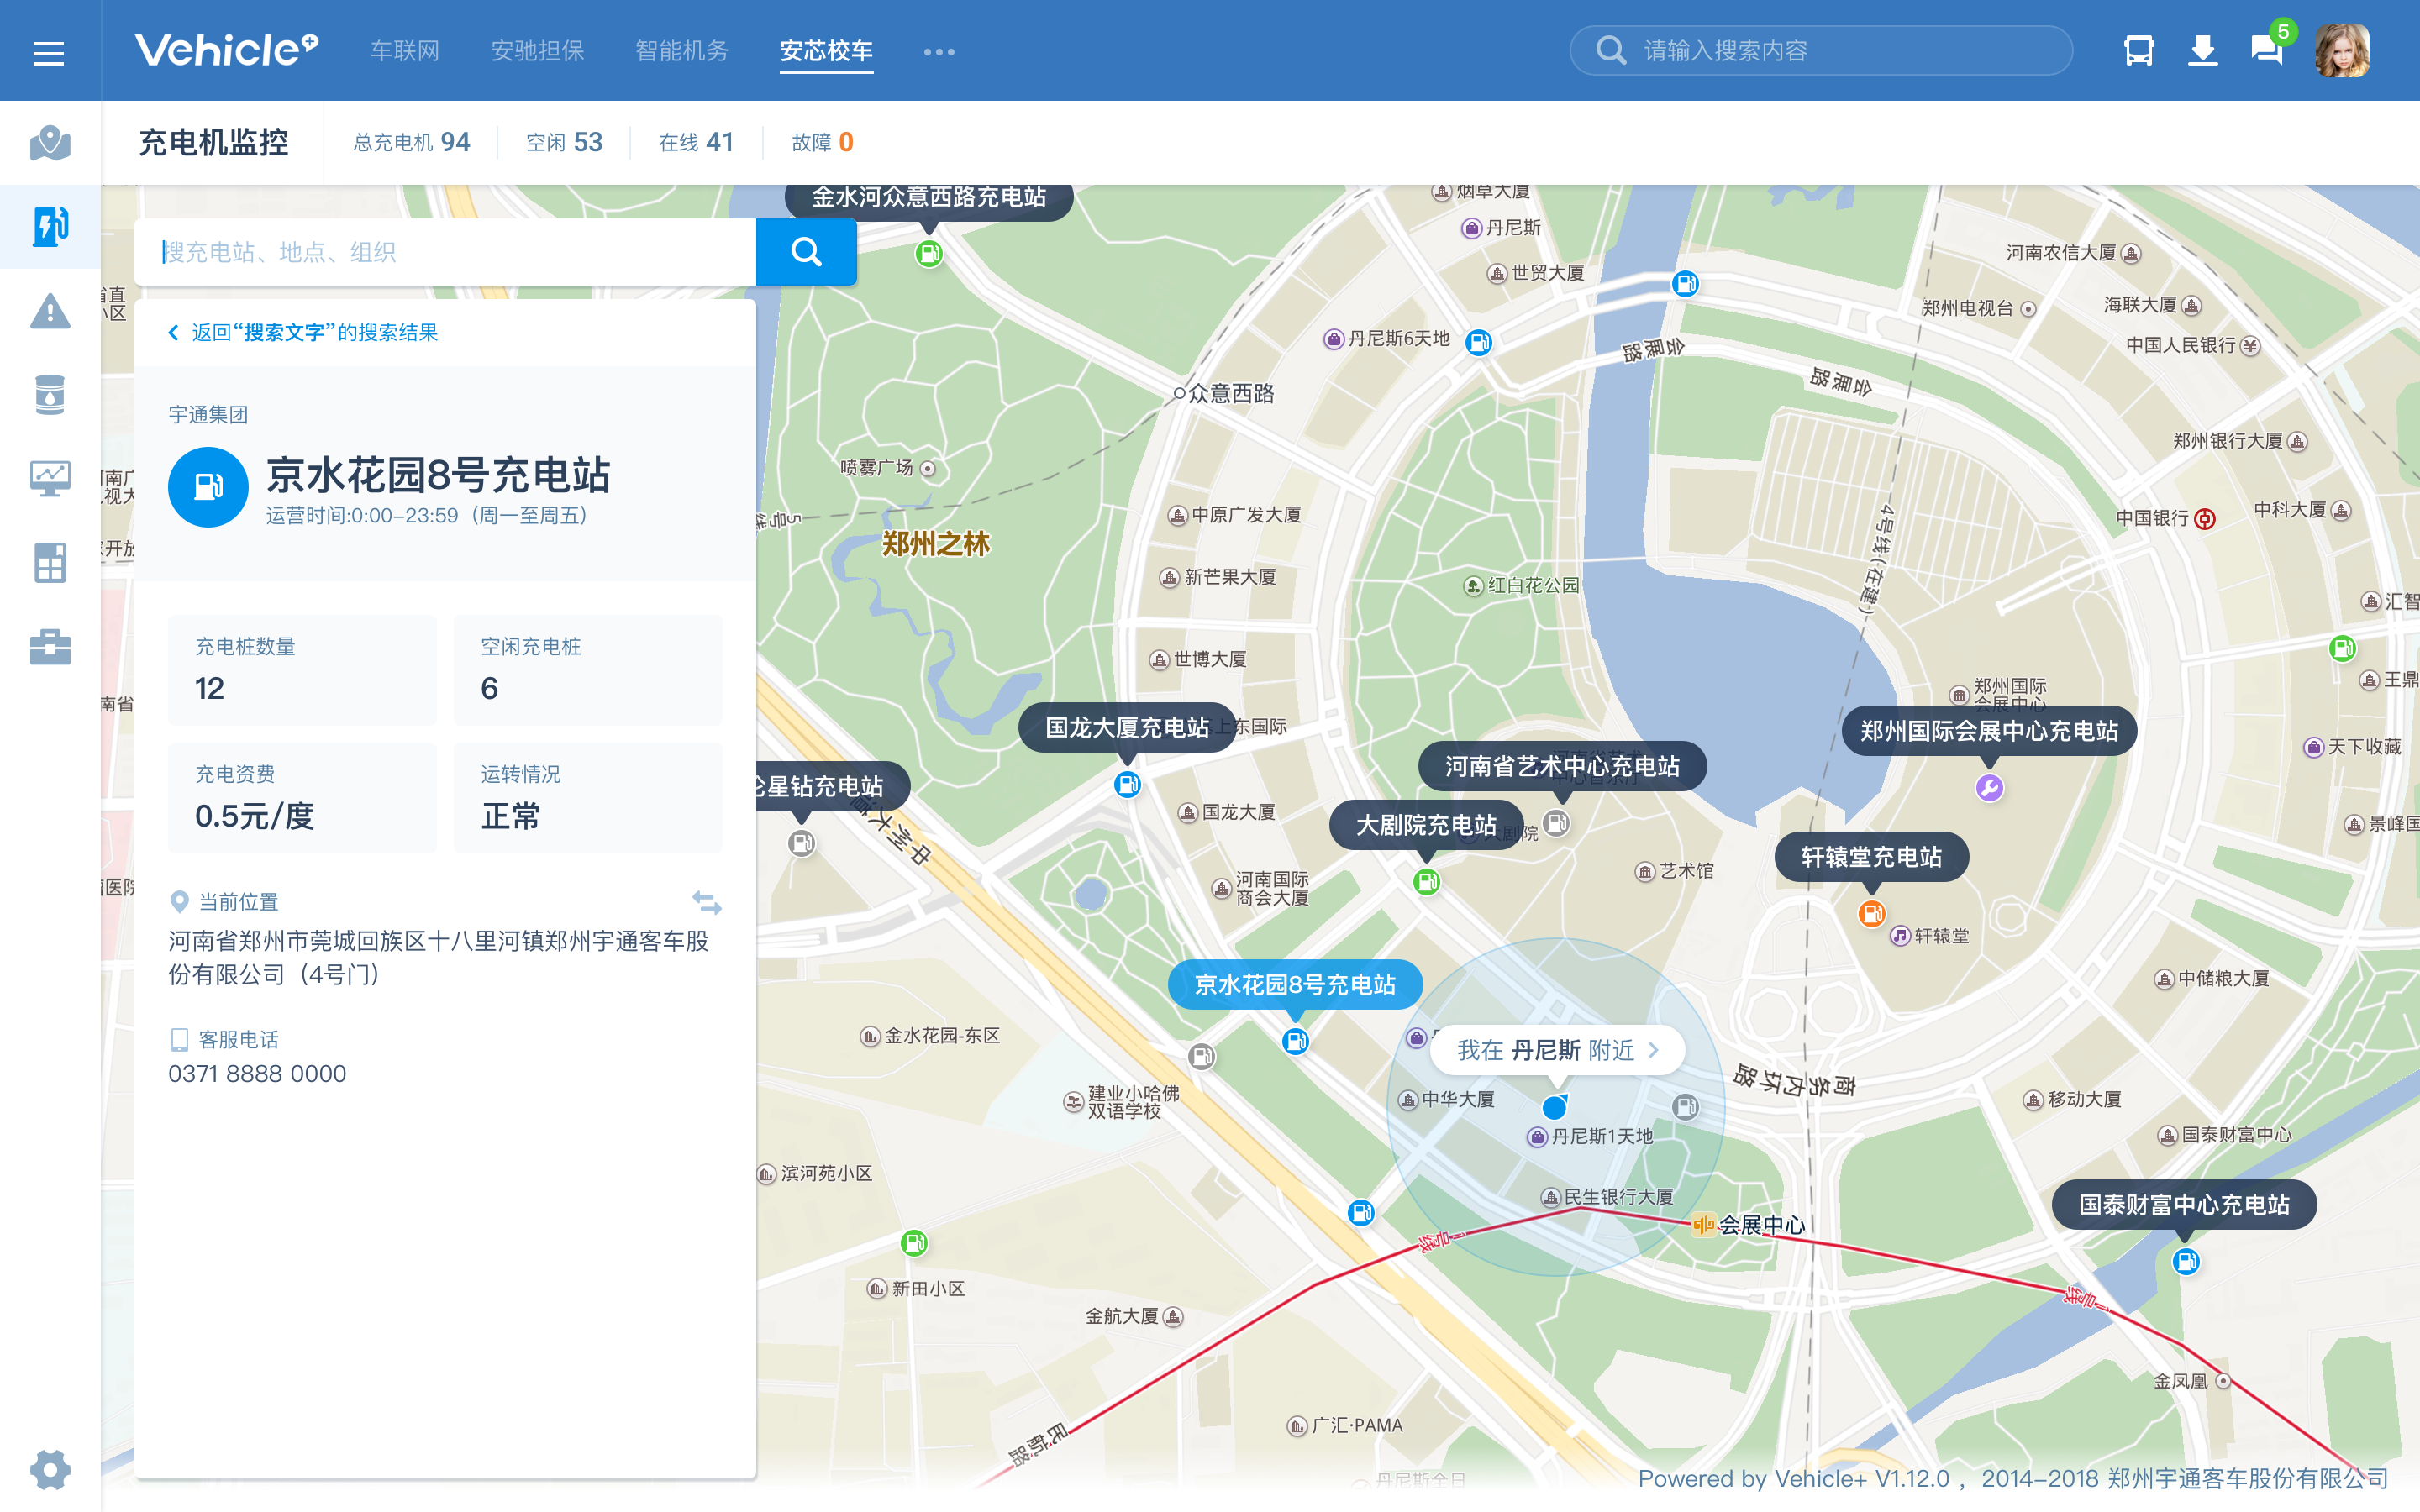 Vehicle+
车联网
安驰担保
智能机务
安芯校车
请输入搜索内容
5
充电机监控
总充电机 94
空闲 53
在线 41
故障 0
金水河众意西路充电站
搜充电站、地点、组织
返回“搜索文字”的搜索结果
宇通集团
京水花园8号充电站
运营时间:0:00-23:59（周一至周五）
充电桩数量
12
空闲充电桩
6
充电资费
0.5元/度
运转情况
正常
当前位置
河南省郑州市莞城回族区十八里河镇郑州宇通客车股
份有限公司（4号门）
客服电话
0371 8888 0000
烟草大厦
丹尼斯
世贸大厦
丹尼斯6天地
众意西路
会展路
会展路
河南农信大厦
郑州电视台
海联大厦
中国人民银行
郑州银行大厦
中国银行
中科大厦
喷雾广场
5号线
郑州之林
中原广发大厦
新芒果大厦
世博大厦
红白花公园
4号线(在建)
汇智
王鼎
天下收藏
景峰国
郑州国际
会展中心
郑州国际会展中心充电站
国龙大厦充电站
上东国际
国龙大厦
星钻充电站
河南省艺术中心充电站
大剧院充电站
大剧院
艺术馆
轩辕堂充电站
轩辕堂
河南国际
商会大厦
中储粮大厦
京水花园8号充电站
我在 丹尼斯 附近
中华大厦
丹尼斯1天地
民生银行大厦
商务内环路
移动大厦
国泰财富中心
国泰财富中心充电站
金水花园-东区
建业小哈佛
双语学校
滨河苑小区
新田小区
金航大厦
1号线
会展中心
1号线
金凤凰
广汇·PAMA
民航路
丹尼斯全日
Powered by Vehicle+ V1.12.0 ，2014-2018 郑州宇通客车股份有限公司